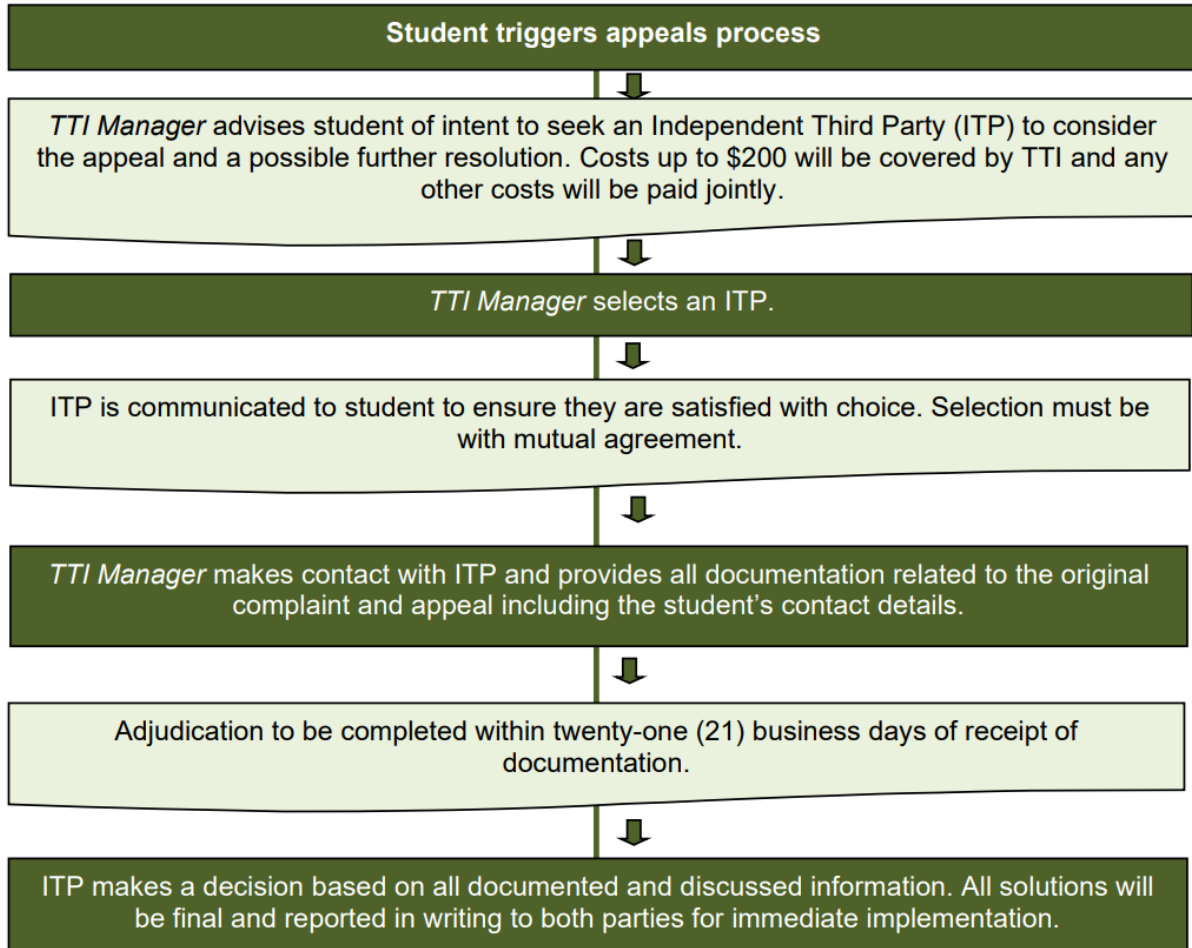 Student triggers appeals process
TTI Manager advises student of intent to seek an Independent Third Party (ITP) to consider
the appeal and a possible further resolution. Costs up to $200 will be covered by TTI and any
other costs will be paid jointly.
TTI Manager selects an ITP.
ITP is communicated to student to ensure they are satisfied with choice. Selection must be
with mutual agreement.
TTI Manager makes contact with ITP and provides all documentation related to the original
complaint and appeal including the student’s contact details.
Adjudication to be completed within twenty-one (21) business days of receipt of
documentation.
ITP makes a decision based on all documented and discussed information. All solutions will
be final and reported in writing to both parties for immediate implementation.